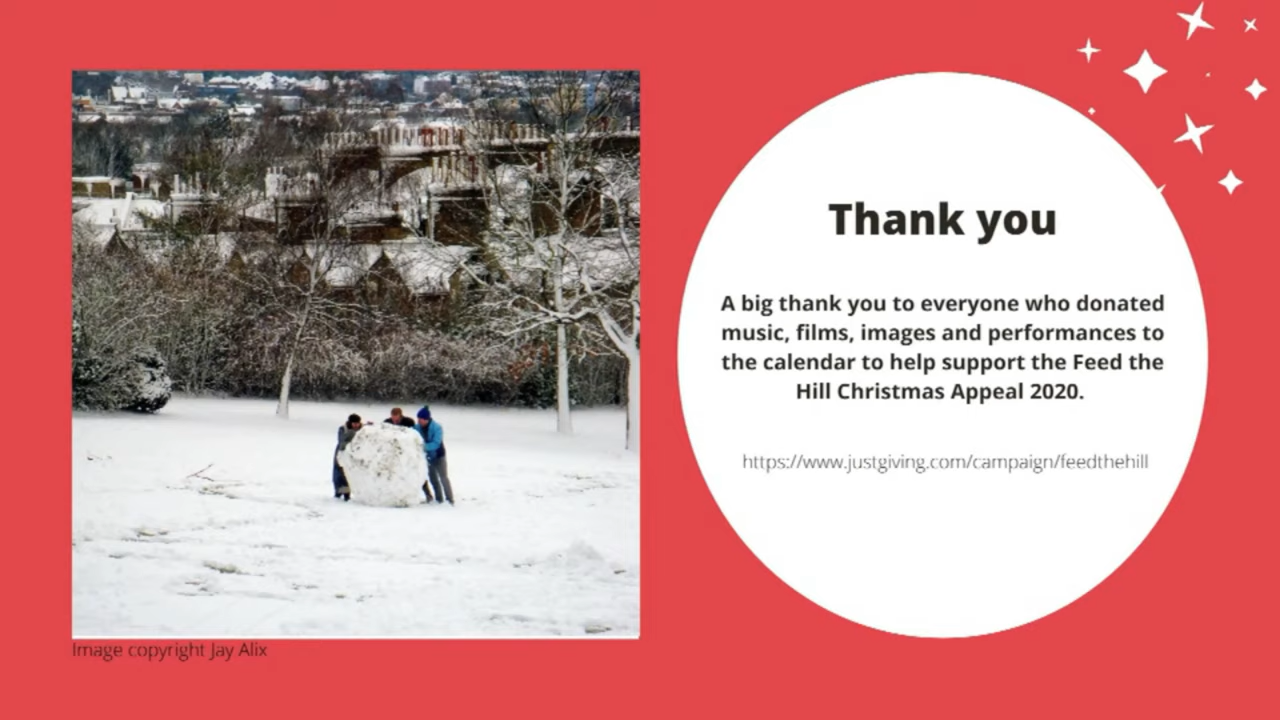 Thank you
A big thank you to everyone who donated
music, films, images and performances to
the calendar to help support the Feed the
Hill Christmas Appeal 2020.
https://www.justgiving.com/campaign/feedthehill
Image copyright Jay Alix